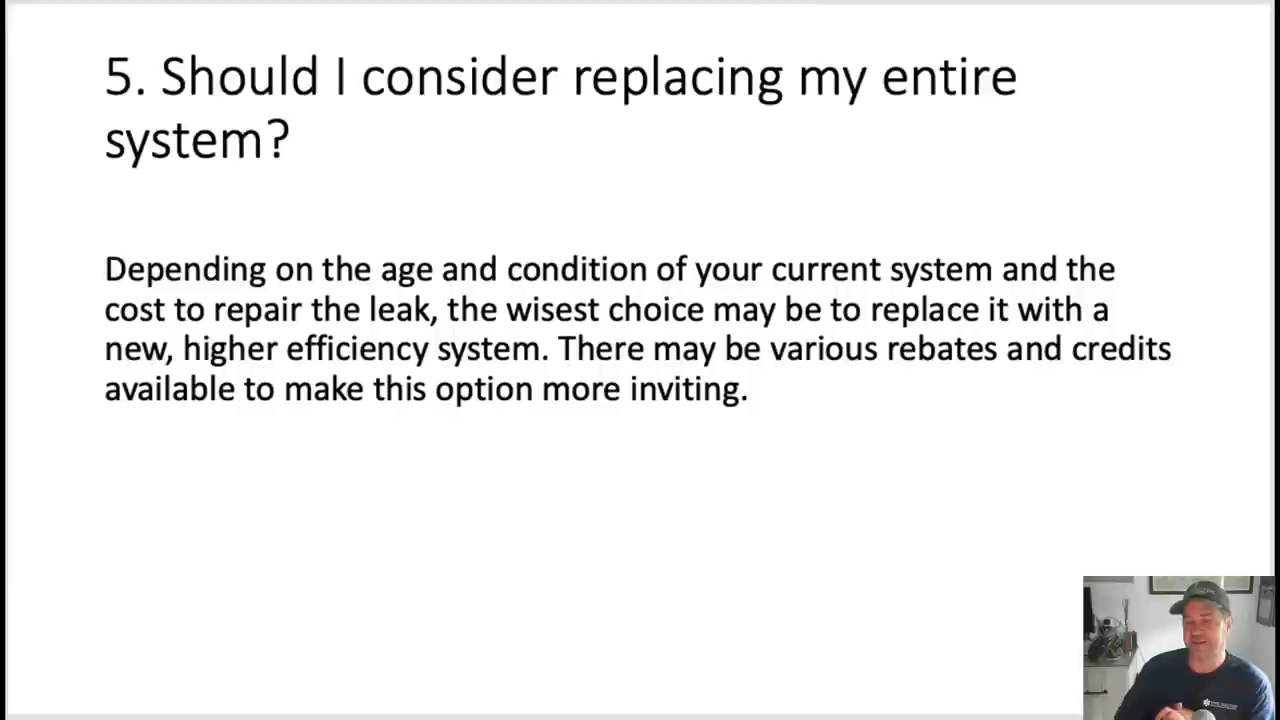 5. Should I consider replacing my entire
system?
Depending on the age and condition of your current system and the
cost to repair the leak, the wisest choice may be to replace it with a
new, higher efficiency system. There may be various rebates and credits
available to make this option more inviting.